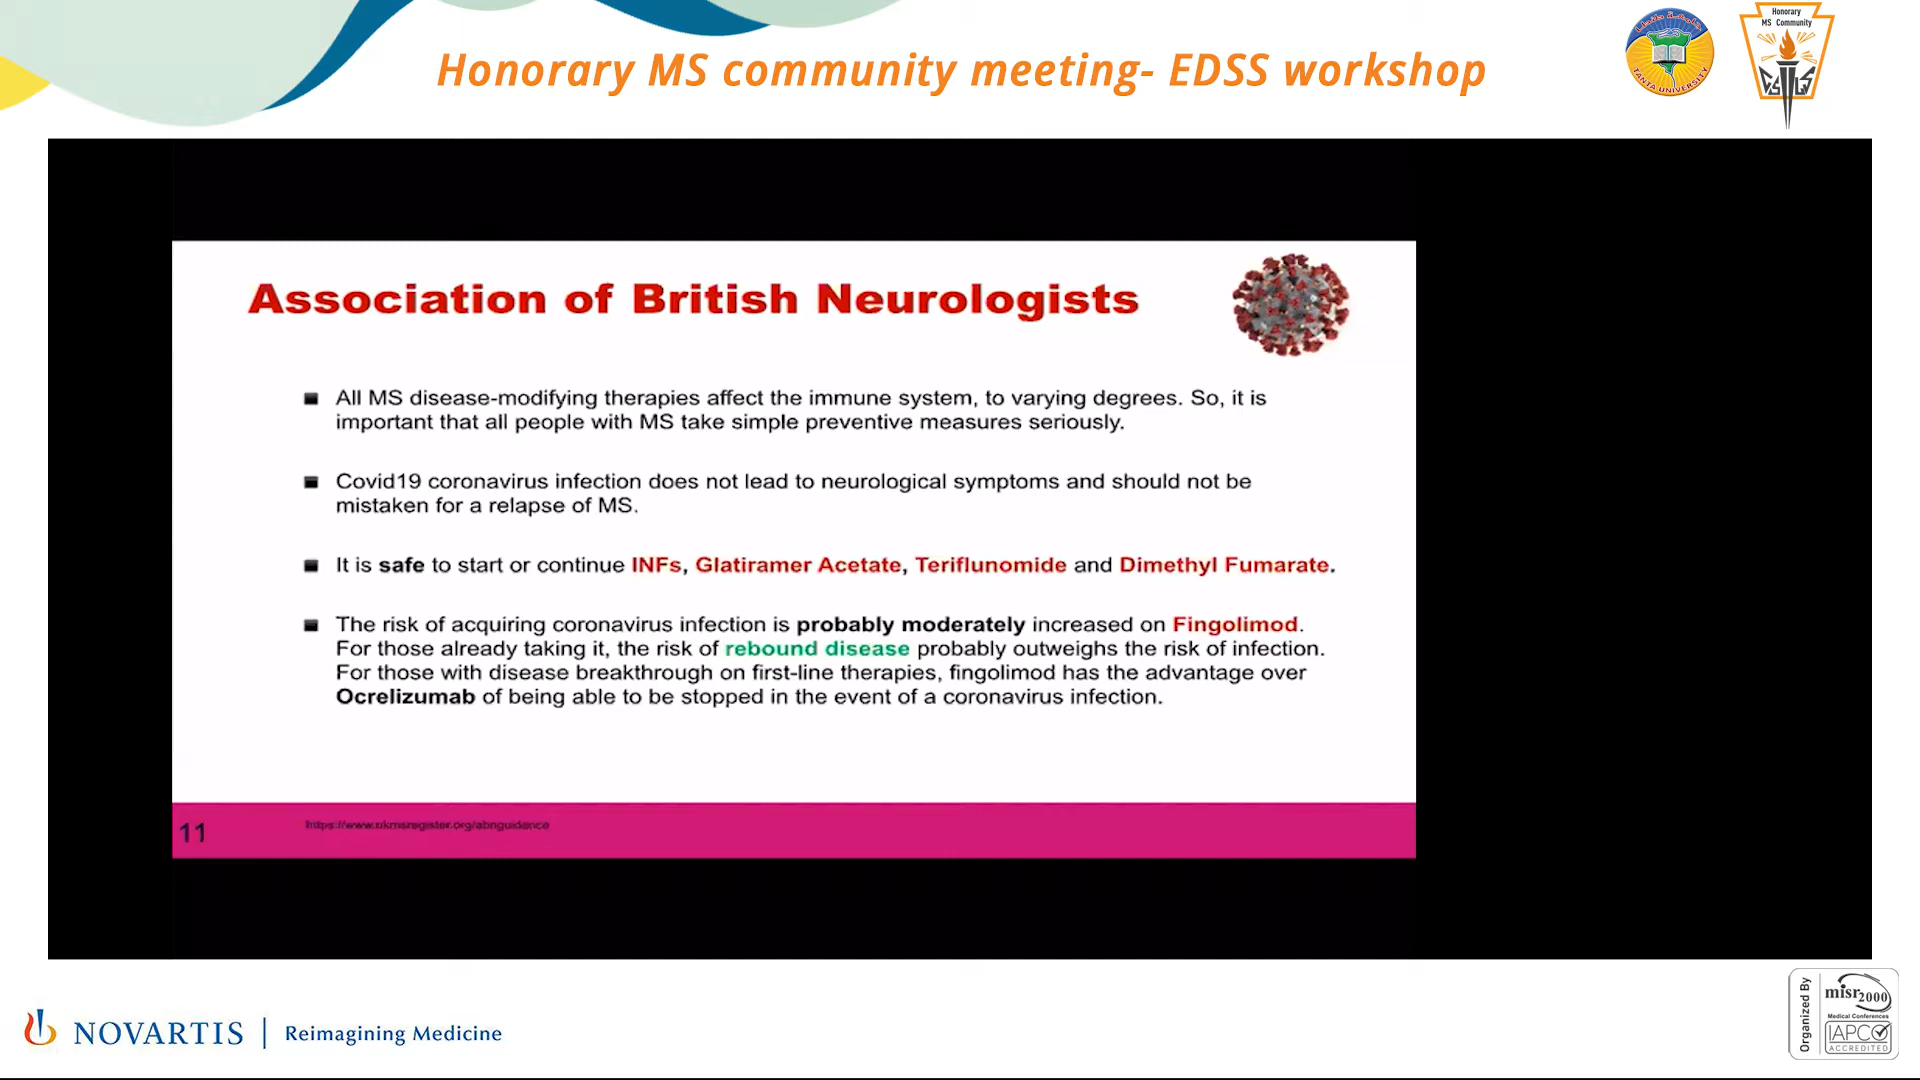 Honorary MS community meeting- EDSS workshop
Honorary
MS Community
TANTA UNIVERSITY
Association of British Neurologists
All MS disease-modifying therapies affect the immune system, to varying degrees. So, it is
important that all people with MS take simple preventive measures seriously.
Covid19 coronavirus infection does not lead to neurological symptoms and should not be
mistaken for a relapse of MS.
It is safe to start or continue INFs, Glatiramer Acetate, Teriflunomide and Dimethyl Fumarate.
The risk of acquiring coronavirus infection is probably moderately increased on Fingolimod.
For those already taking it, the risk of rebound disease probably outweighs the risk of infection.
For those with disease breakthrough on first-line therapies, fingolimod has the advantage over
Ocrelizumab of being able to be stopped in the event of a coronavirus infection.
11
https://www.ukmsregister.org/abnguidance
NOVARTIS | Reimagining Medicine
Organized By
misr2000
Medical Conferences
IAPCO
ACCREDITED